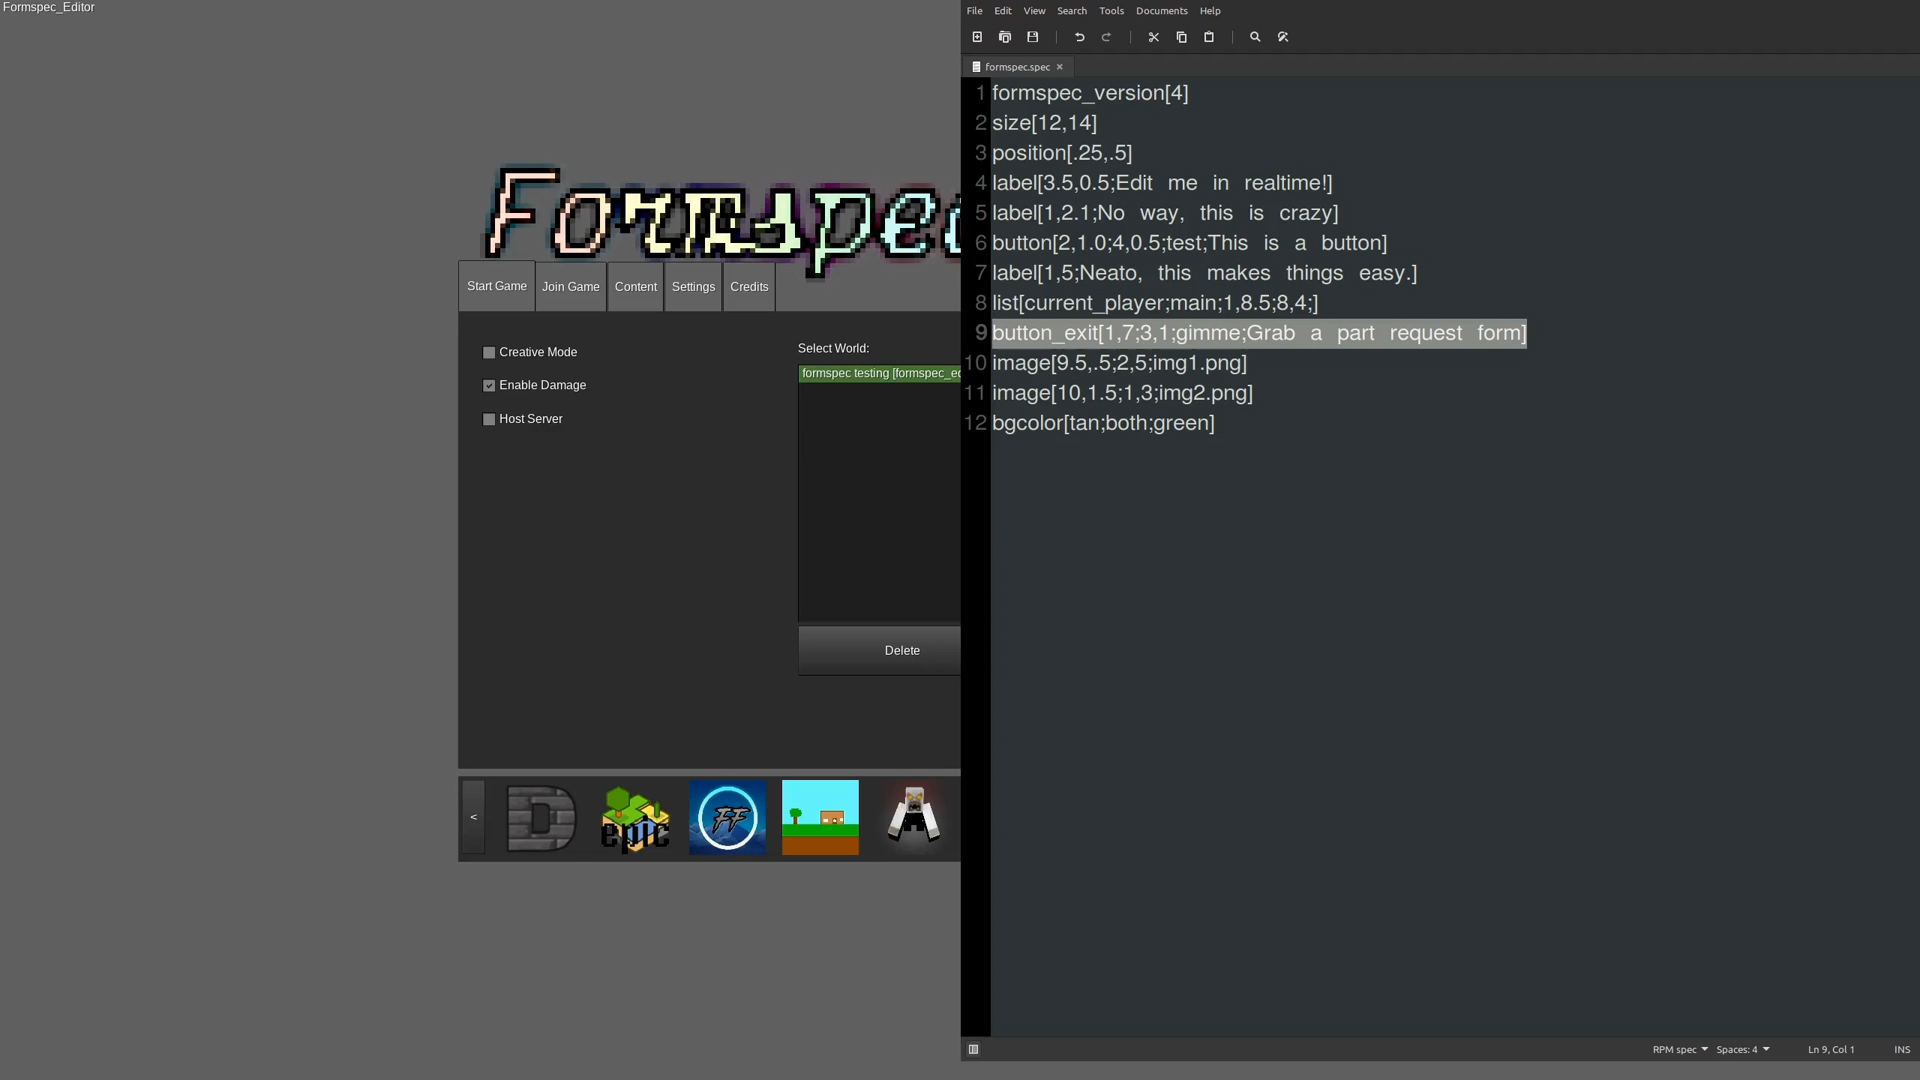 Formspec_Editor
Formspec
Start Game
Join Game
Content
Settings
Credits
Creative Mode
Enable Damage
Host Server
Select World:
formspec testing [formspec_ed
Delete
<
D
epic
FF
File Edit View Search Tools Documents Help
formspec.spec ×
1 formspec_version[4]
2 size[12,14]
3 position[.25,.5]
4 label[3.5,0.5;Edit me in realtime!]
5 label[1,2.1;No way, this is crazy]
6 button[2,1.0;4,0.5;test;This is a button]
7 label[1,5;Neato, this makes things easy.]
8 list[current_player;main;1,8.5;8,4;]
9 button_exit[1,7;3,1;gimme;Grab a part request form]
10 image[9.5,.5;2,5;img1.png]
11 image[10,1.5;1,3;img2.png]
12 bgcolor[tan;both;green]
RPM spec Spaces: 4 Ln 9, Col 1 INS